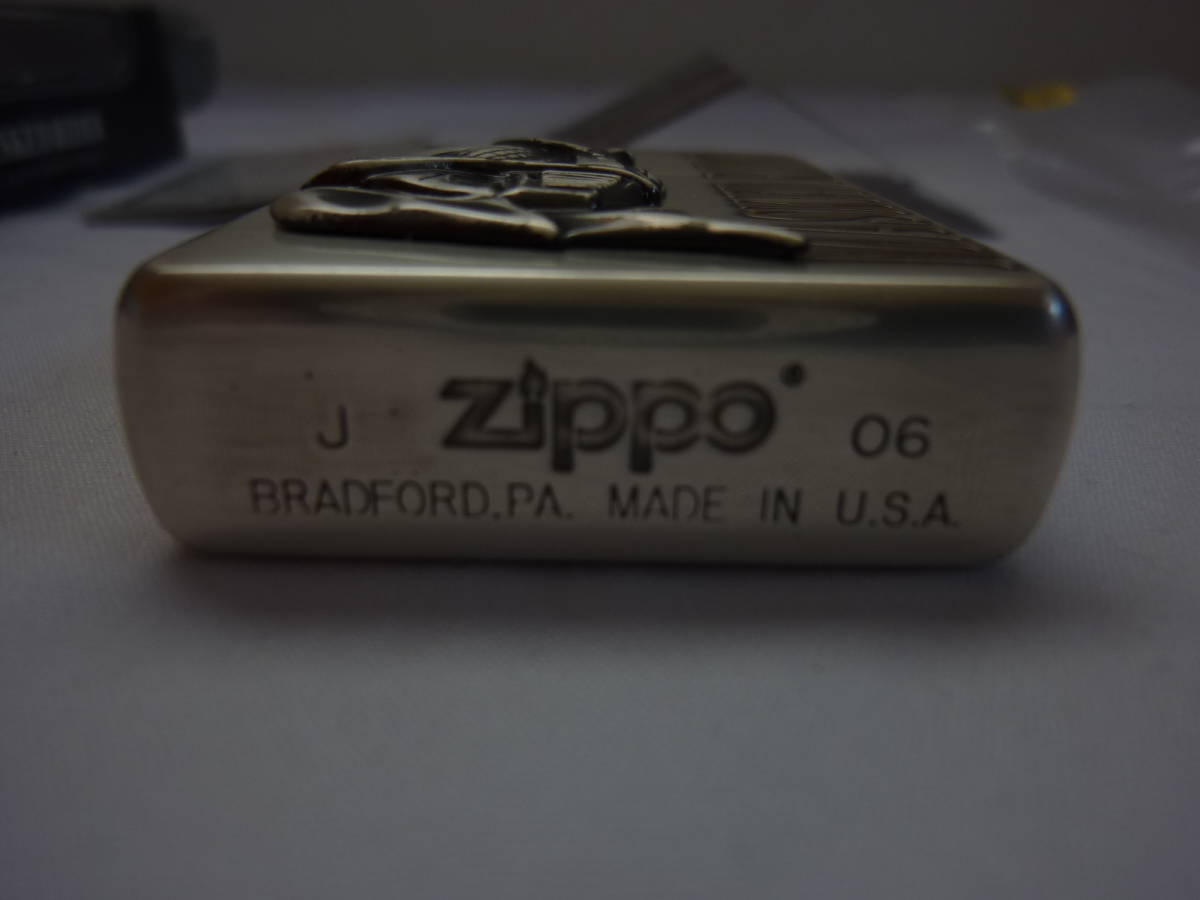 J zippo® 06
BRADFORD,PA. MADE IN U.S.A.